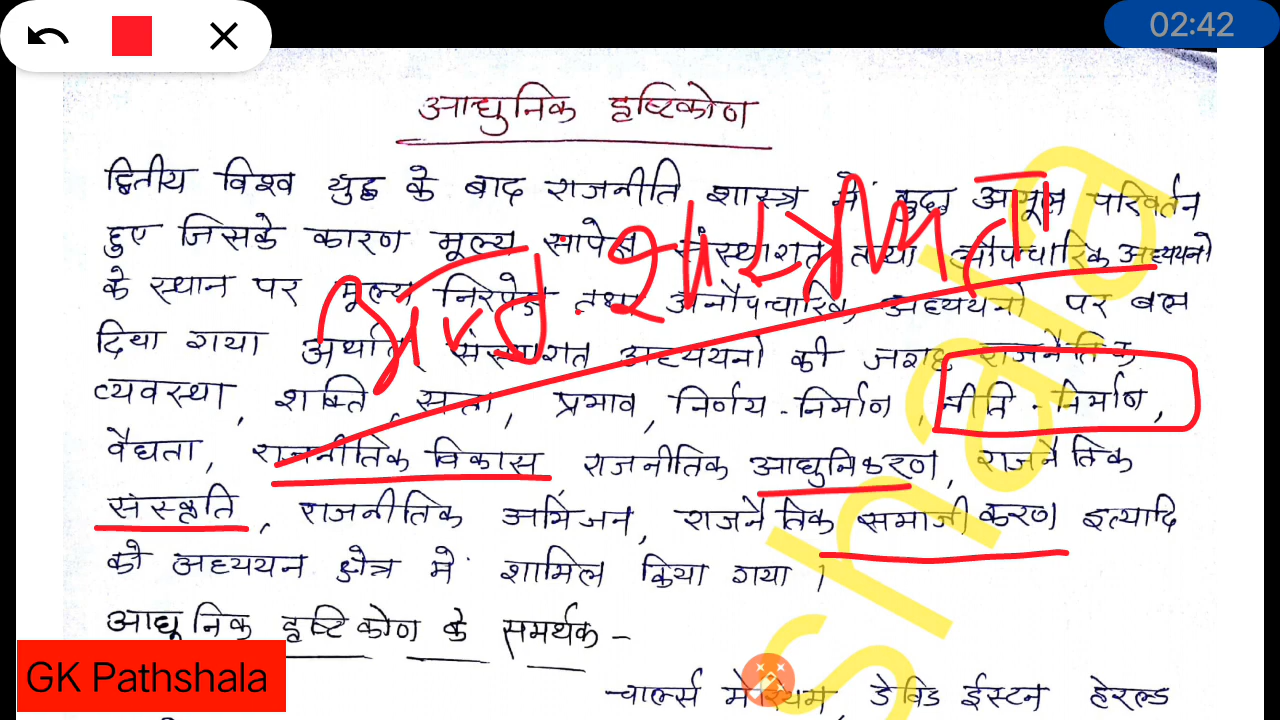 02:42
आधुनिक दृष्टिकोण
द्वितीय विश्व युद्ध के बाद राजनीति शास्त्र में कुछ आमूल परिवर्तन
हुए जिसके कारण मूल्य सापेक्ष संस्थागत तथा औपचारिक अध्ययनो
के स्थान पर मूल्य निरपेक्ष तथा अनौपचारिक अध्ययनो पर बल
दिया गया अर्थात संस्थागत अध्ययनो की जगह राजनैतिक
व्यवस्था, शक्ति, सत्ता, प्रभाव, निर्णय-निर्माण, नीति-निर्माण,
वैधता, राजनीतिक विकास, राजनीतिक आधुनिकरण, राजनैतिक
संस्कृति, राजनीतिक अभिजन, राजनैतिक समाजीकरण इत्यादि
को अध्ययन क्षेत्र में शामिल किया गया।
आधुनिक दृष्टिकोण के समर्थक -
GK Pathshala
चार्ल्स मेरियम, डेविड ईस्टन हेरल्ड